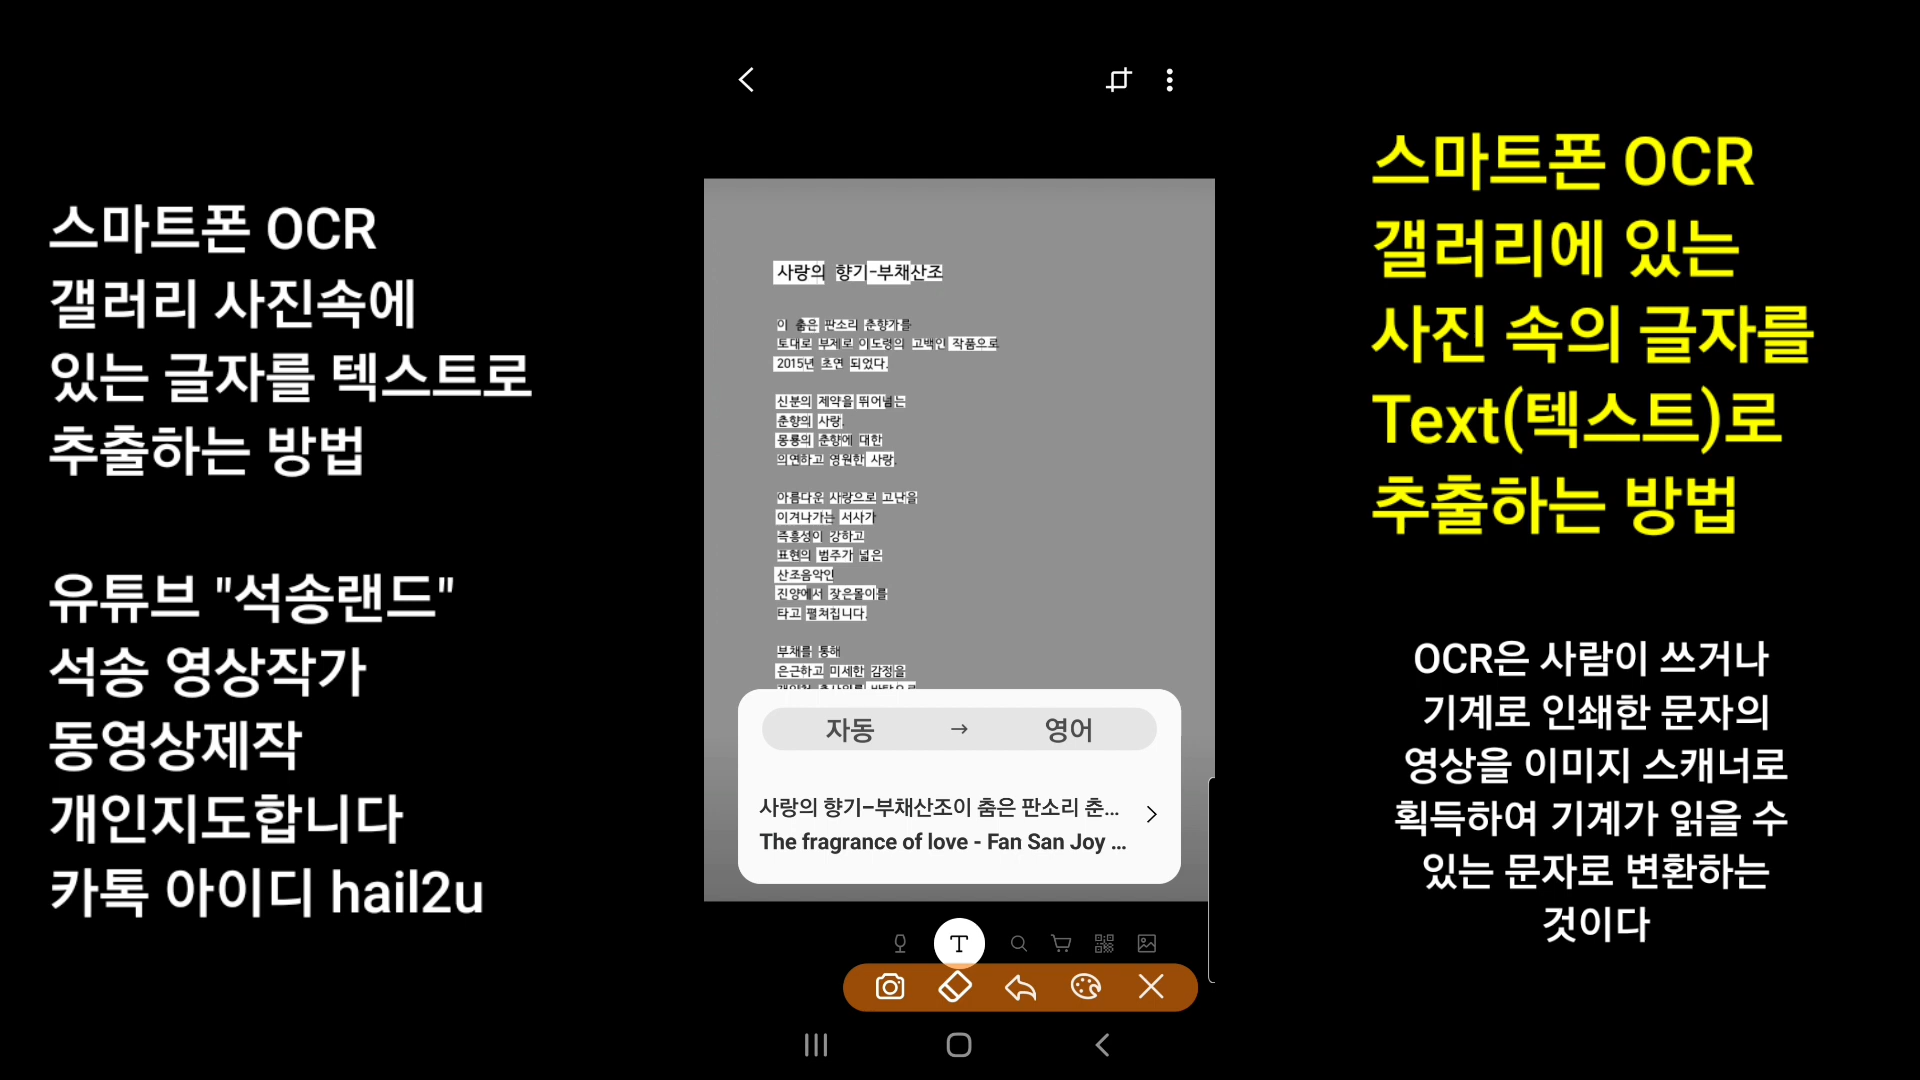 스마트폰 OCR
갤러리 사진속에
있는 글자를 텍스트로
추출하는 방법
유튜브 "석송랜드"
석송 영상작가
동영상제작
개인지도합니다
카톡 아이디 hail2u
사랑의 향기-부채산조
이 춤은 판소리 춘향가를
토대로 부제로 이도령의 고백인 작품으로
2015년 초연 되었다.
신분의 제약을 뛰어넘는
춘향의 사랑.
몽룡의 춘향에 대한
의연하고 영원한 사랑.
아름다운 사랑으로 고난을
이겨나가는 서사가
즉흥성이 강하고
표현의 범주가 넓은
산조음악인
진양에서 잦은몰이를
타고 펼쳐집니다.
부채를 통해
은근하고 미세한 감정을
자동 → 영어
사랑의 향기-부채산조이 춤은 판소리 춘...
The fragrance of love - Fan San Joy ...
T
스마트폰 OCR
갤러리에 있는
사진 속의 글자를
Text(텍스트)로
추출하는 방법
OCR은 사람이 쓰거나
기계로 인쇄한 문자의
영상을 이미지 스캐너로
획득하여 기계가 읽을 수
있는 문자로 변환하는
것이다